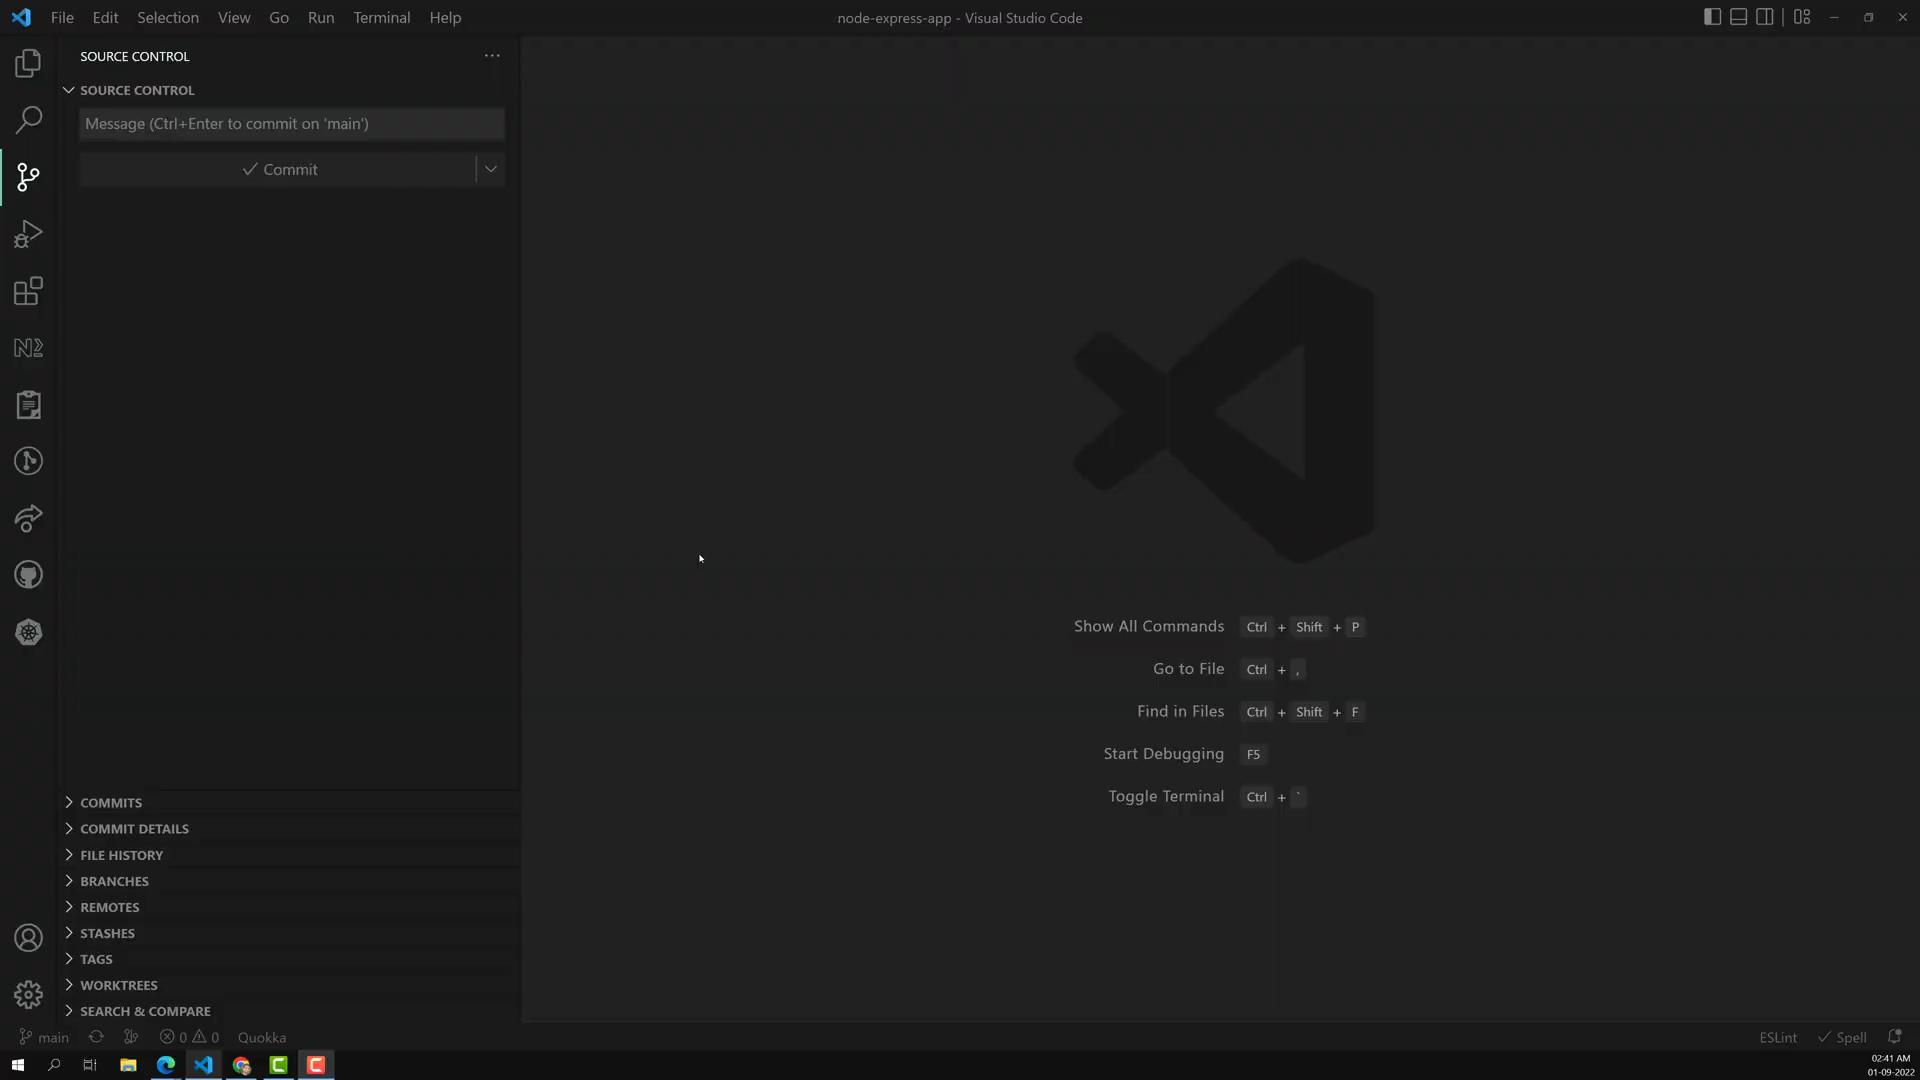 File Edit Selection View Go Run Terminal Help
node-express-app - Visual Studio Code
SOURCE CONTROL
SOURCE CONTROL
Message (Ctrl+Enter to commit on 'main')
Commit
Show All Commands Ctrl + Shift + P
Go to File Ctrl + ,
Find in Files Ctrl + Shift + F
Start Debugging F5
Toggle Terminal Ctrl + `
COMMITS
COMMIT DETAILS
FILE HISTORY
BRANCHES
REMOTES
STASHES
TAGS
WORKTREES
SEARCH & COMPARE
main 0 0 Quokka ESLint Spell
02:41 AM
01-09-2022